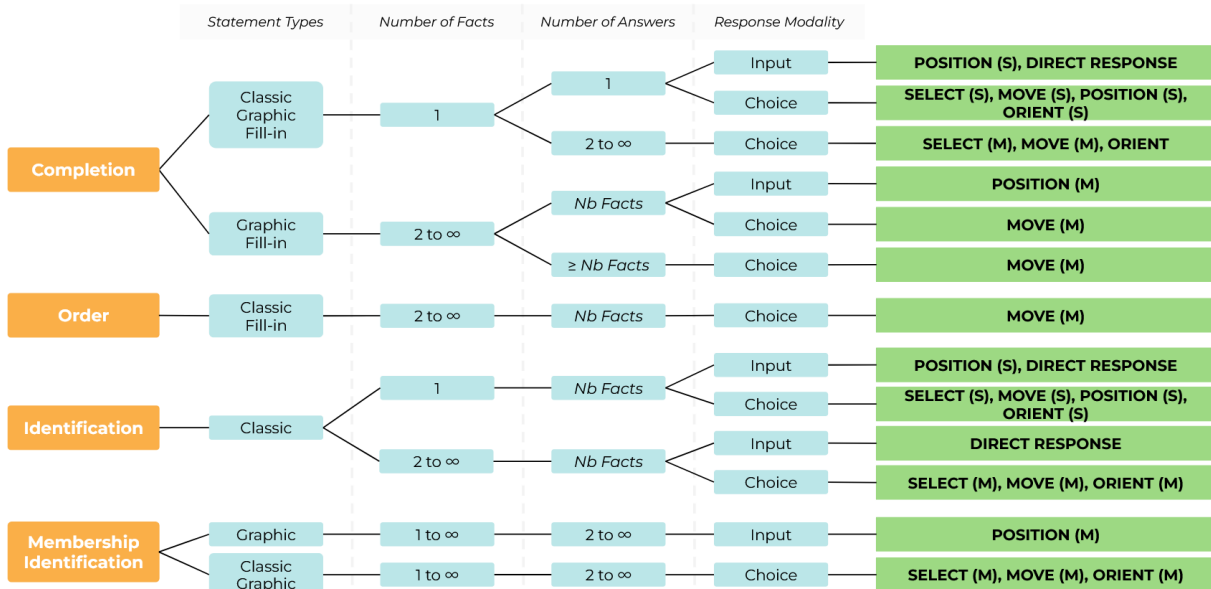 Statement Types
Number of Facts
Number of Answers
Response Modality
Completion
Classic
Graphic
Fill-in
1
1
Input
POSITION (S), DIRECT RESPONSE
Choice
SELECT (S), MOVE (S), POSITION (S),
ORIENT (S)
2 to ∞
Choice
SELECT (M), MOVE (M), ORIENT
Graphic
Fill-in
2 to ∞
Nb Facts
Input
POSITION (M)
Choice
MOVE (M)
≥ Nb Facts
Choice
MOVE (M)
Order
Classic
Fill-in
2 to ∞
Nb Facts
Choice
MOVE (M)
Identification
Classic
1
Nb Facts
Input
POSITION (S), DIRECT RESPONSE
Choice
SELECT (S), MOVE (S), POSITION (S),
ORIENT (S)
2 to ∞
Nb Facts
Input
DIRECT RESPONSE
Choice
SELECT (M), MOVE (M), ORIENT (M)
Membership
Identification
Graphic
1 to ∞
2 to ∞
Input
POSITION (M)
Classic
Graphic
1 to ∞
2 to ∞
Choice
SELECT (M), MOVE (M), ORIENT (M)